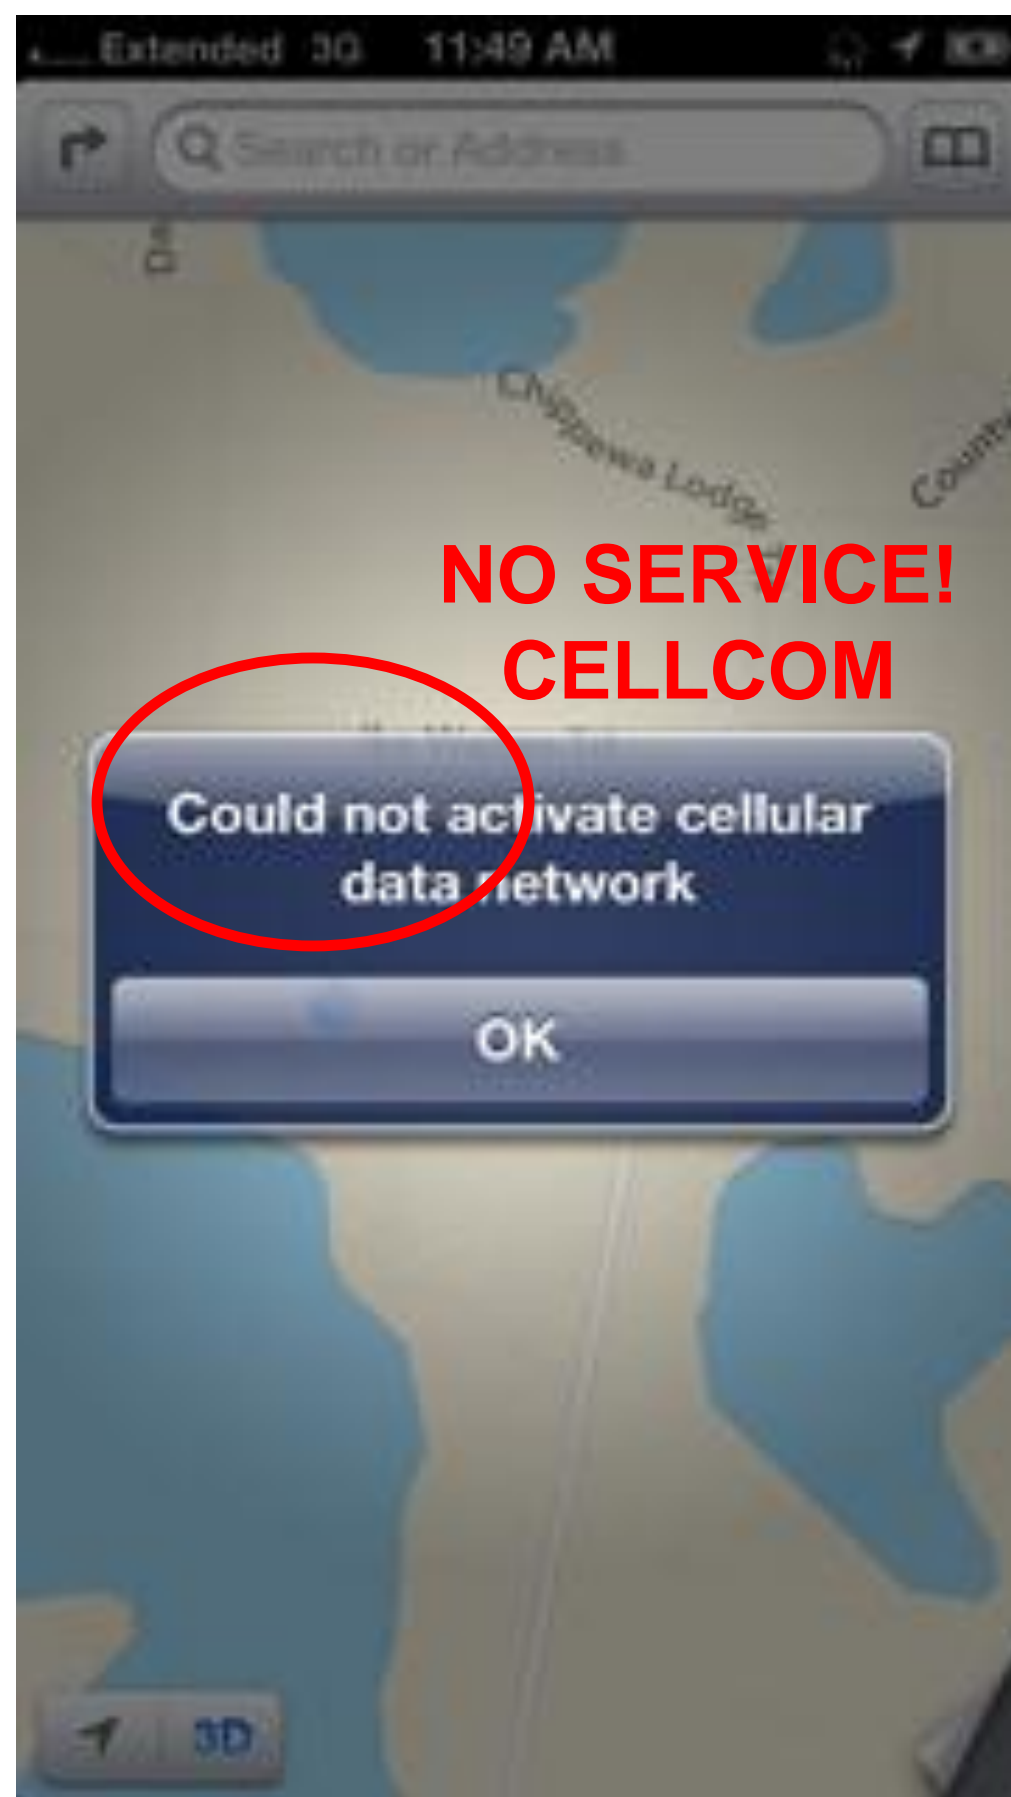 Extended 3G 11:49 AM
Search or Address
Chippewa Lodge
NO SERVICE!
CELLCOM
Could not activate cellular
data network
OK
3D